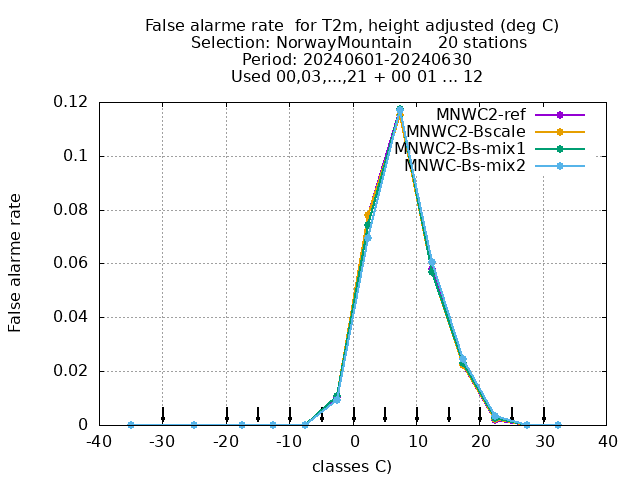 False alarme rate  for T2m, height adjusted (deg C)
Selection: NorwayMountain     20 stations
Period: 20240601-20240630
Used 00,03,...,21 + 00 01 ... 12
MNWC2-ref
MNWC2-Bscale
MNWC2-Bs-mix1
MNWC-Bs-mix2
False alarme rate
0.12
0.1
0.08
0.06
0.04
0.02
0
-40 -30 -20 -10 0 10 20 30 40
classes C)